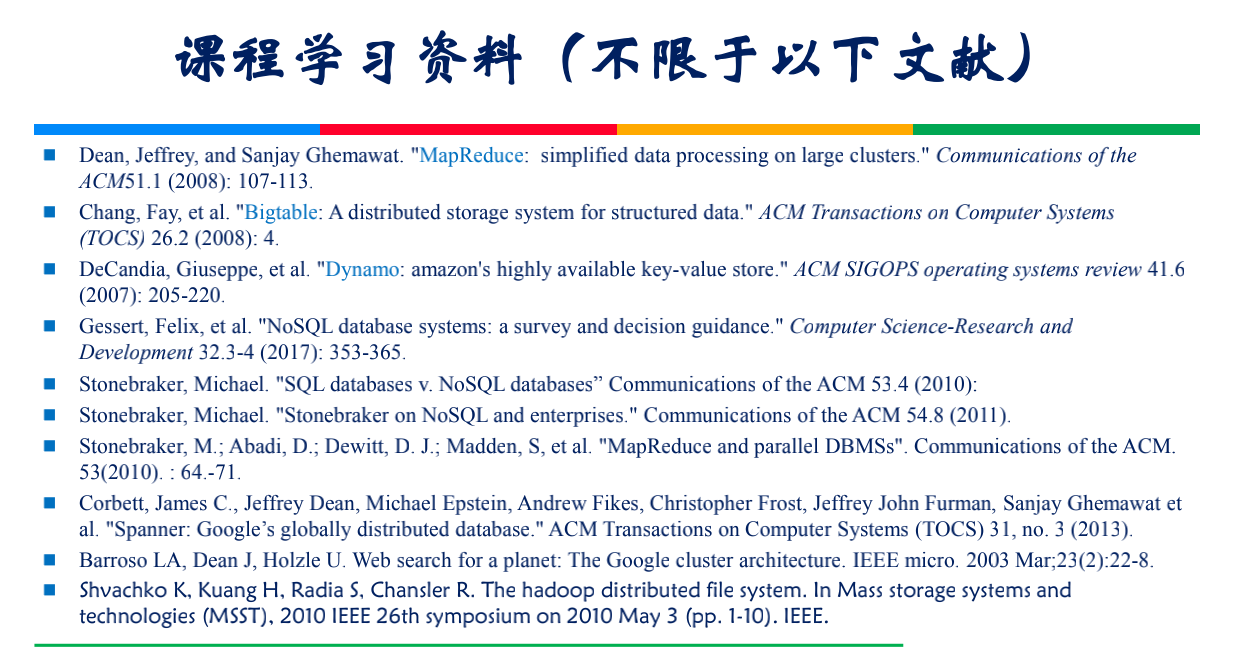 课程学习资料（不限于以下文献）
Dean, Jeffrey, and Sanjay Ghemawat. "MapReduce: simplified data processing on large clusters." Communications of the
ACM51.1 (2008): 107-113.
Chang, Fay, et al. "Bigtable: A distributed storage system for structured data." ACM Transactions on Computer Systems
(TOCS) 26.2 (2008): 4.
DeCandia, Giuseppe, et al. "Dynamo: amazon's highly available key-value store." ACM SIGOPS operating systems review 41.6
(2007): 205-220.
Gessert, Felix, et al. "NoSQL database systems: a survey and decision guidance." Computer Science-Research and
Development 32.3-4 (2017): 353-365.
Stonebraker, Michael. "SQL databases v. NoSQL databases” Communications of the ACM 53.4 (2010):
Stonebraker, Michael. "Stonebraker on NoSQL and enterprises." Communications of the ACM 54.8 (2011).
Stonebraker, M.; Abadi, D.; Dewitt, D. J.; Madden, S, et al. "MapReduce and parallel DBMSs". Communications of the ACM.
53(2010). : 64.-71.
Corbett, James C., Jeffrey Dean, Michael Epstein, Andrew Fikes, Christopher Frost, Jeffrey John Furman, Sanjay Ghemawat et
al. "Spanner: Google’s globally distributed database." ACM Transactions on Computer Systems (TOCS) 31, no. 3 (2013).
Barroso LA, Dean J, Holzle U. Web search for a planet: The Google cluster architecture. IEEE micro. 2003 Mar;23(2):22-8.
Shvachko K, Kuang H, Radia S, Chansler R. The hadoop distributed file system. In Mass storage systems and
technologies (MSST), 2010 IEEE 26th symposium on 2010 May 3 (pp. 1-10). IEEE.